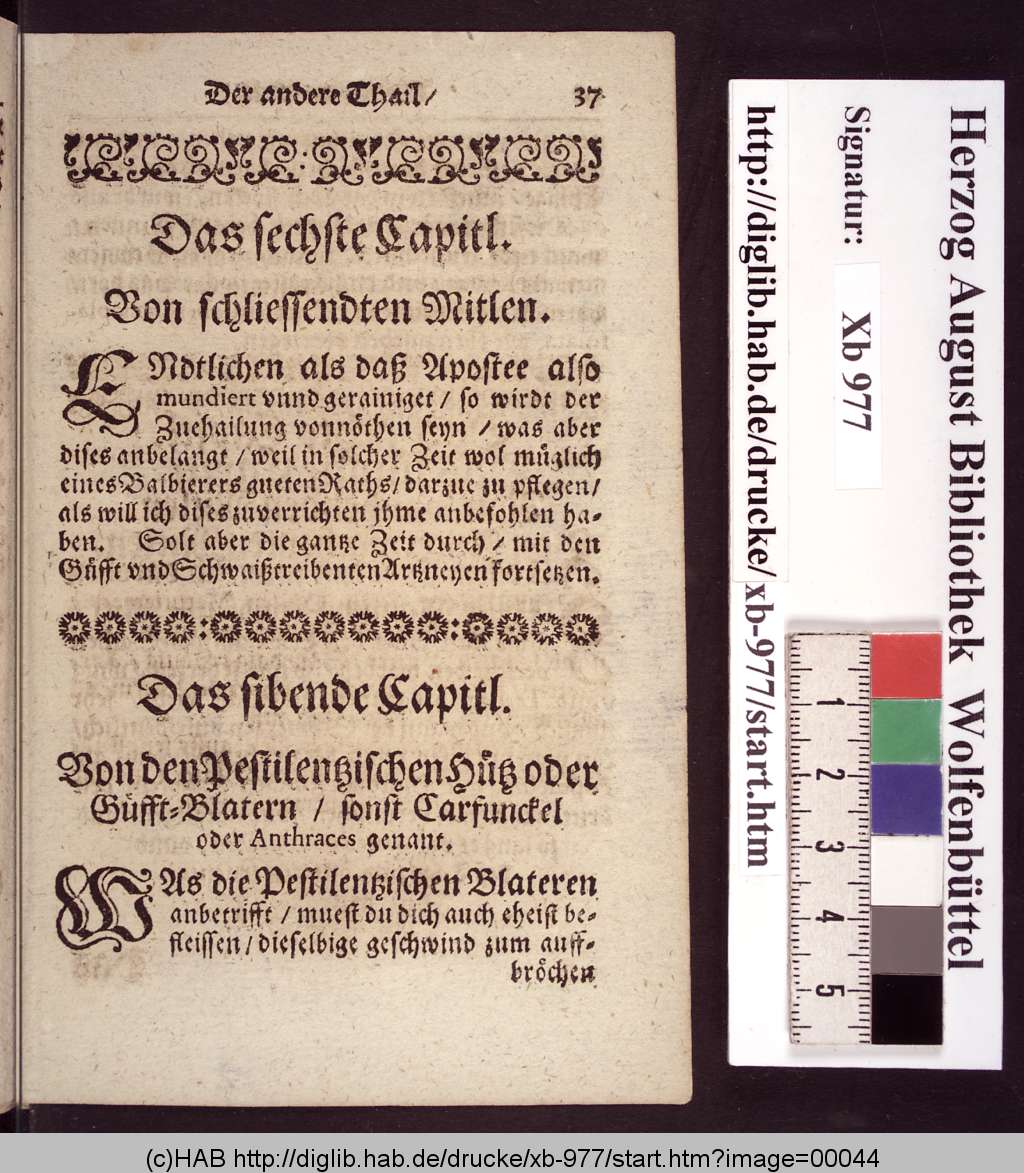 Der andere Thail/ 37
Das sechste Capitl.
Von schliessendten Mitlen.
ENdtlichen als daß Apostee also
mundiert vnnd gerainiget / so wirdt der
Zuehailung vonnöthen seyn / was aber
dises anbelangt / weil in solcher Zeit wol müglich
eines Balbierers gueten Raths/ darzue zu pflegen/
als will ich dises zuverrichten jhme anbefohlen ha-
ben. Solt aber die gantze Zeit durch / mit den
Güfft vnd Schwaißtreibenten Artzneyen fortsetzen.
Das sibende Capitl.
Von den Pestilentzischen Hütz oder
Güfft-Blatern / sonst Carfunckel
oder Anthraces genant.
WAs die Pestilentzischen Blateren
anbetrifft / muest du dich auch eheist be-
fleissen / dieselbige geschwind zum auff-
bröchen
Herzog August Bibliothek Wolfenbüttel
Signatur: Xb 977
http://diglib.hab.de/drucke/xb-977/start.htm
1
2
3
4
5
(c)HAB http://diglib.hab.de/drucke/xb-977/start.htm?image=00044